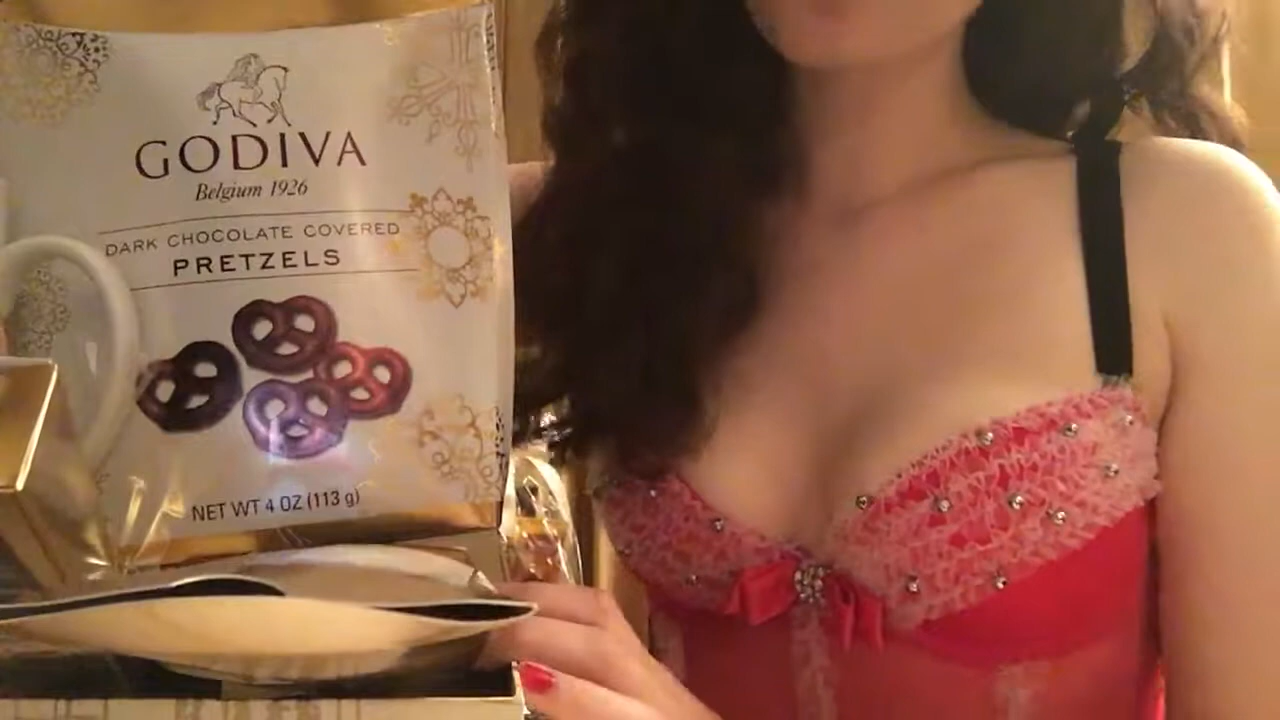 GODIVA
Belgium 1926
DARK CHOCOLATE COVERED
PRETZELS
NET WT 4 OZ (113 g)